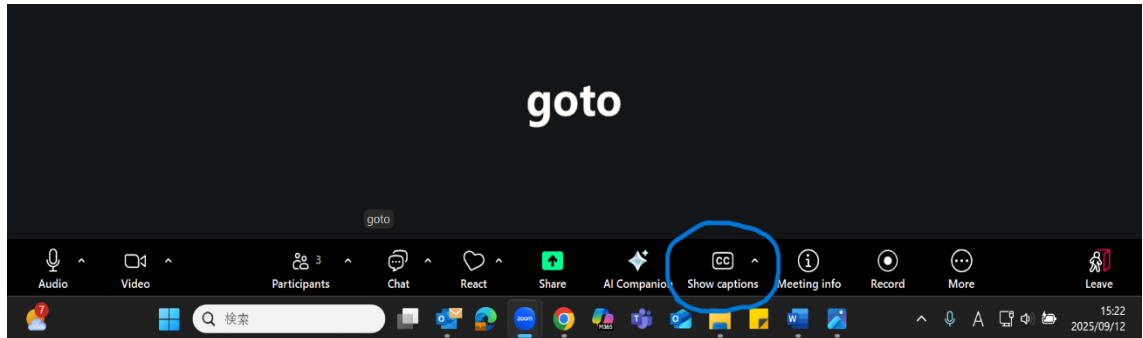 goto
goto
3
Audio
Video
Participants
Chat
React
Share
AI Companion
CC
Show captions
Meeting info
Record
More
Leave
7
検索
zoom
M365
A
15:22
2025/09/12